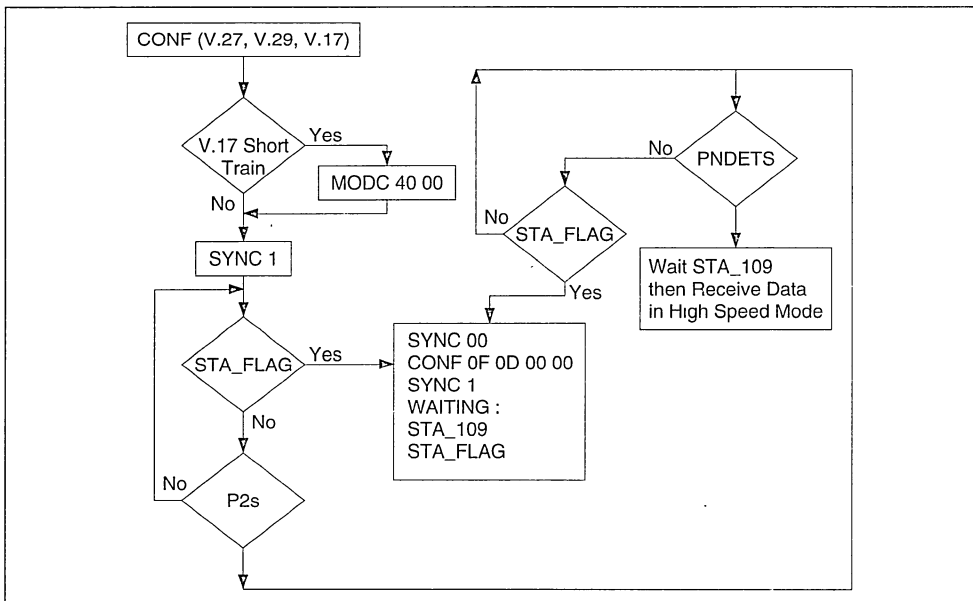 CONF (V.27, V.29, V.17)
V.17 Short
Train
Yes
MODC 40 00
No
SYNC 1
STA_FLAG
Yes
No
P2s
No
PNDETS
No
STA_FLAG
No
Yes
Wait STA_109
then Receive Data
in High Speed Mode
SYNC 00
CONF 0F 0D 00 00
SYNC 1
WAITING :
STA_109
STA_FLAG